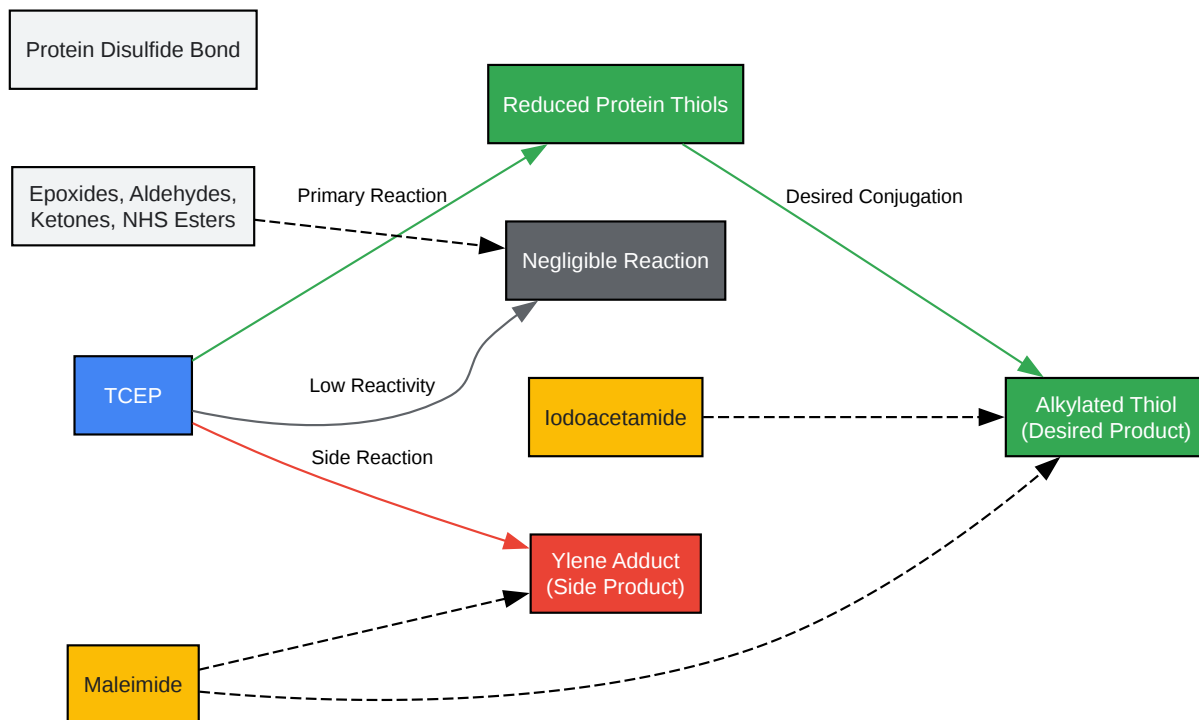 Protein Disulfide Bond
Reduced Protein Thiols
Epoxides, Aldehydes,
Ketones, NHS Esters
Primary Reaction
Desired Conjugation
Negligible Reaction
TCEP
Low Reactivity
Iodoacetamide
Alkylated Thiol
(Desired Product)
Side Reaction
Ylene Adduct
(Side Product)
Maleimide